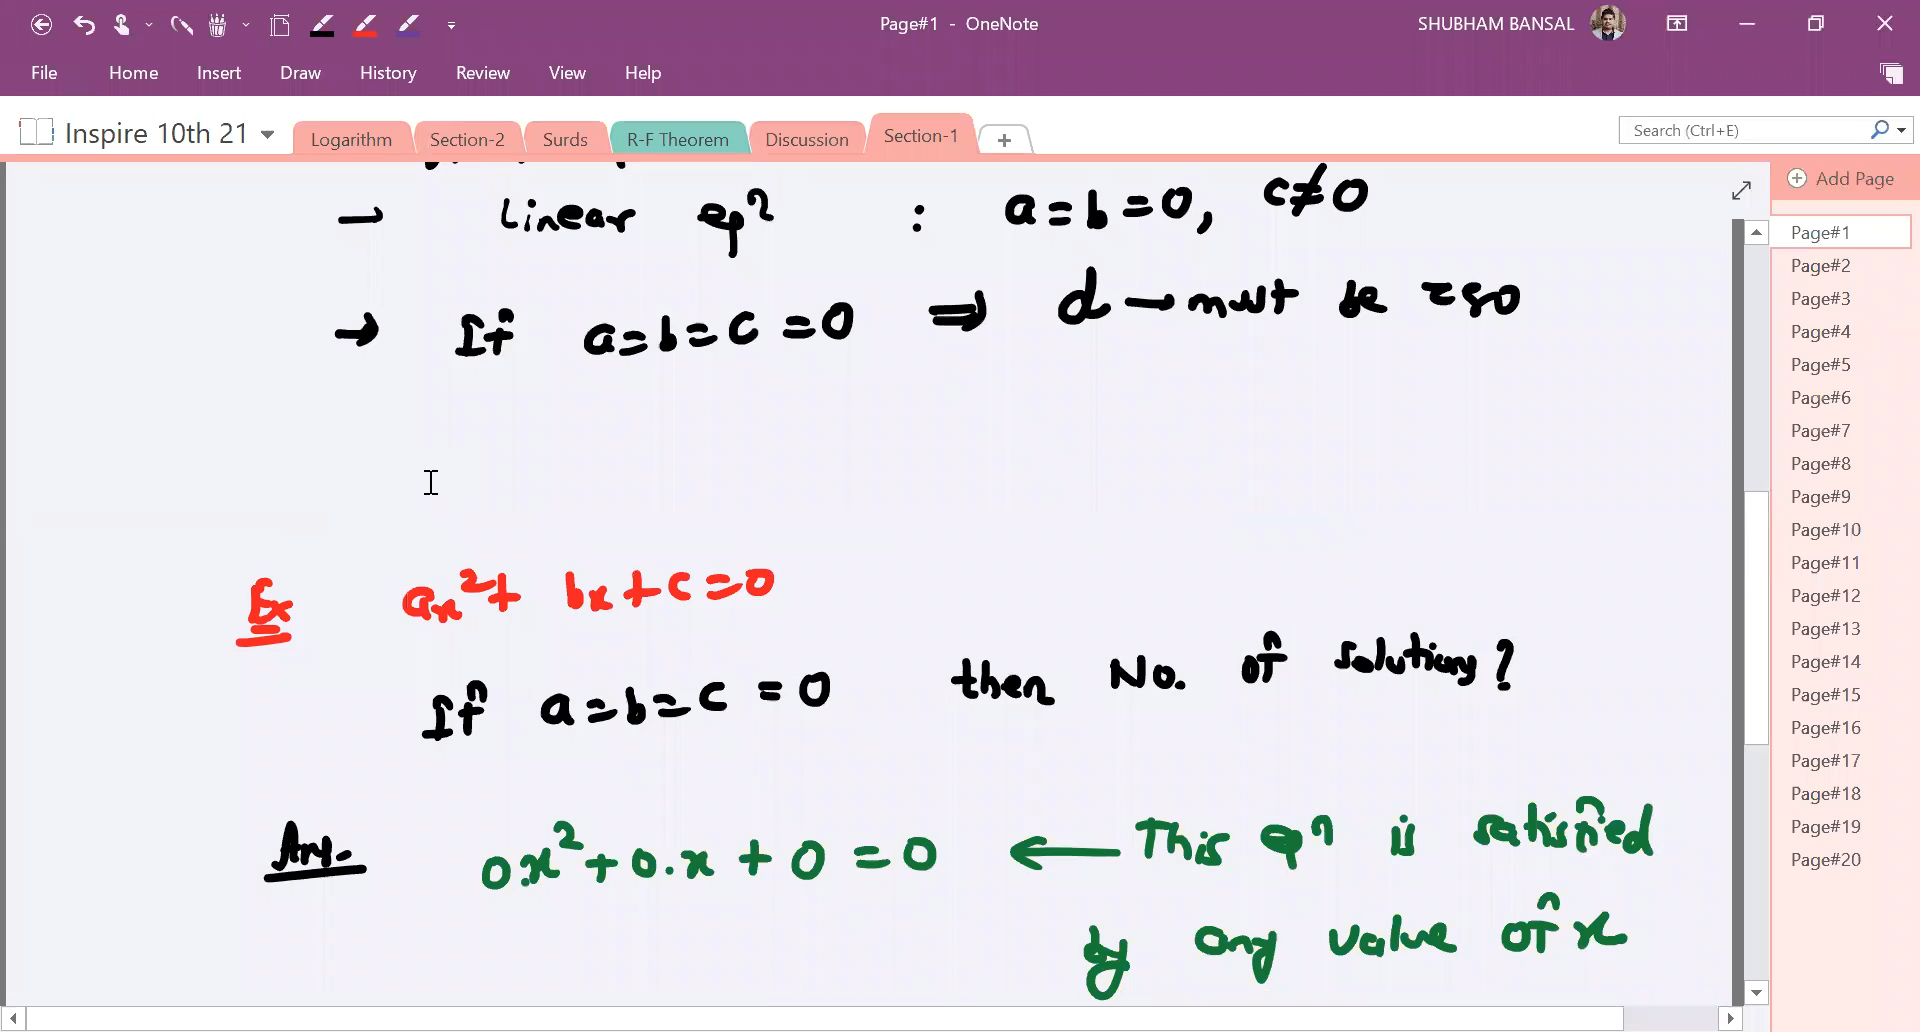 Page#1 - OneNote
SHUBHAM BANSAL
File Home Insert Draw History Review View Help
Inspire 10th 21
Logarithm Section-2 Surds R-F Theorem Discussion Section-1 +
Search (Ctrl+E)
→ Linear eqⁿ : a=b=0, c≠0
→ If a=b=c=0 ⇒ d → must be zero
Ex ax²+ bx+c=0
If a=b=c=0 then No. of solutions?
Ans. 0.x²+0.x+0=0 ← This eqⁿ is satisfied
by any value of x
Add Page
Page#1
Page#2
Page#3
Page#4
Page#5
Page#6
Page#7
Page#8
Page#9
Page#10
Page#11
Page#12
Page#13
Page#14
Page#15
Page#16
Page#17
Page#18
Page#19
Page#20